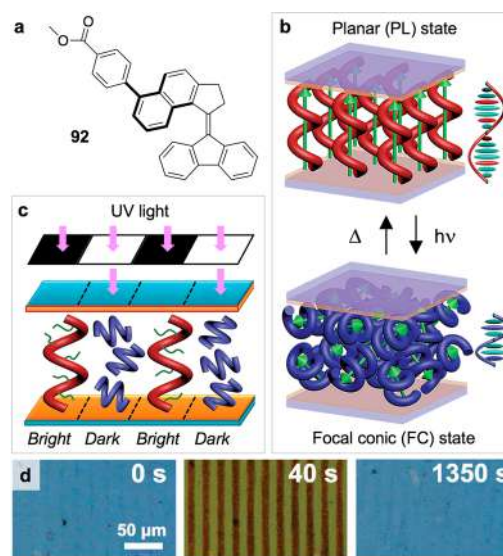 a
O
O
92
b
Planar (PL) state
Δ
hν
Focal conic (FC) state
c
UV light
Bright Dark Bright Dark
d
0 s
50 μm
40 s
1350 s